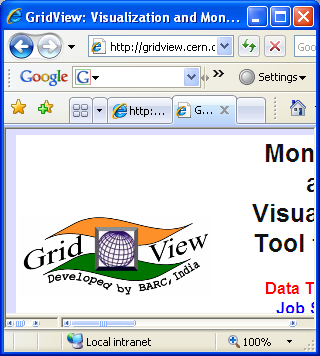 GridView: Visualization and Mon...
http://gridview.cern.c
Google G Settings
http:... G...
Mon
a
Visua
Tool
Grid View
Developed by BARC, India
Data T
Job S
Local intranet 100%